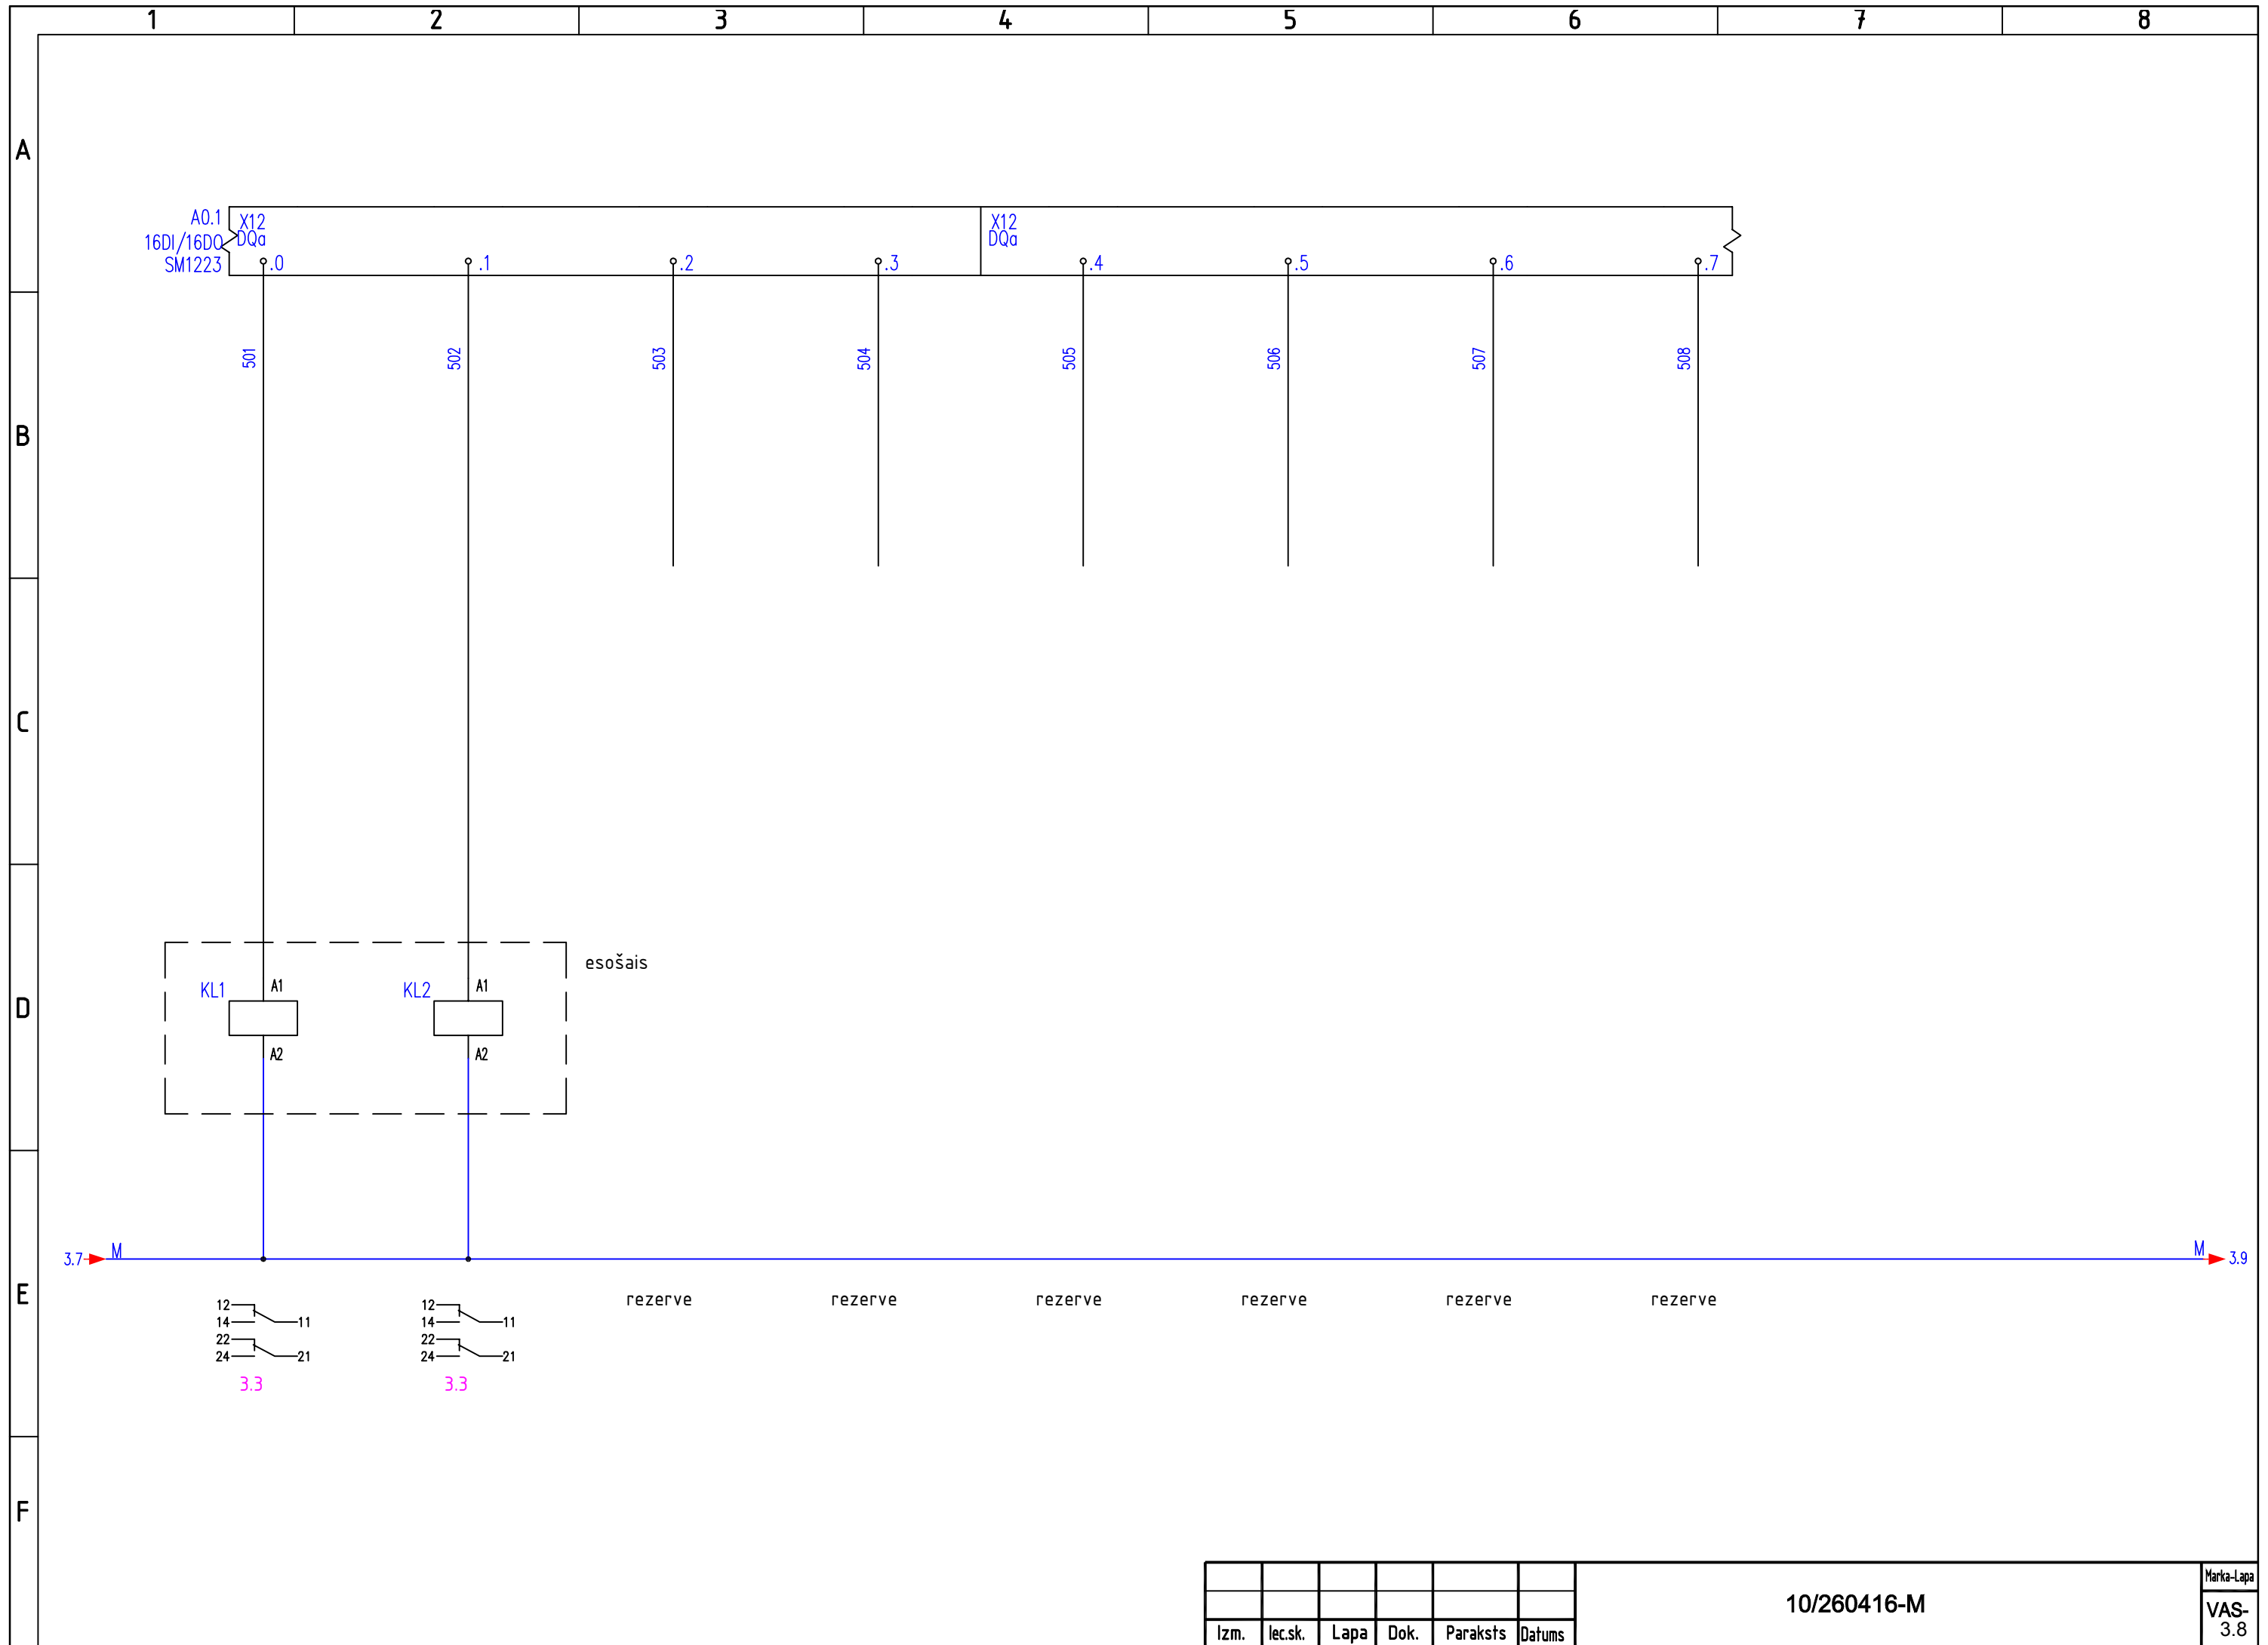 1 2 3 4 5 6 7 8
A
A0.1 X12 X12
16DI/16DO DQa DQa
SM1223 .0 .1 .2 .3 .4 .5 .6 .7
501 502 503 504 505 506 507 508
B
C
esošais
KL1 A1 KL2 A1
D
A2 A2
3.7 M M 3.9
E
rezerve rezerve rezerve rezerve rezerve rezerve
12 12
14 11 14 11
22 22
24 21 24 21
3.3 3.3
F
Marka-Lapa
10/260416-M
VAS-
3.8
Izm. Iec.sk. Lapa Dok. Paraksts Datums